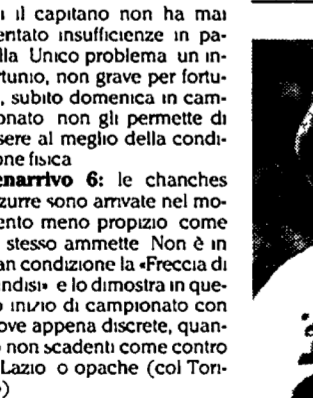 i il capitano non ha mai
entato insufficienze in pa-
lla Unico problema un in-
rtunio, non grave per fortu-
, subito domenica in cam-
onato non gli permette di
sere al meglio della condi-
one fisica
enarrivo 6: le chanches
zurre sono arrivate nel mo-
ento meno propizio come
stesso ammette Non è in
an condizione la «Freccia di
ndisi» e lo dimostra in que-
o inizio di campionato con
ove appena discrete, quan-
o non scadenti come contro
Lazio o opache (col Tori-
»)